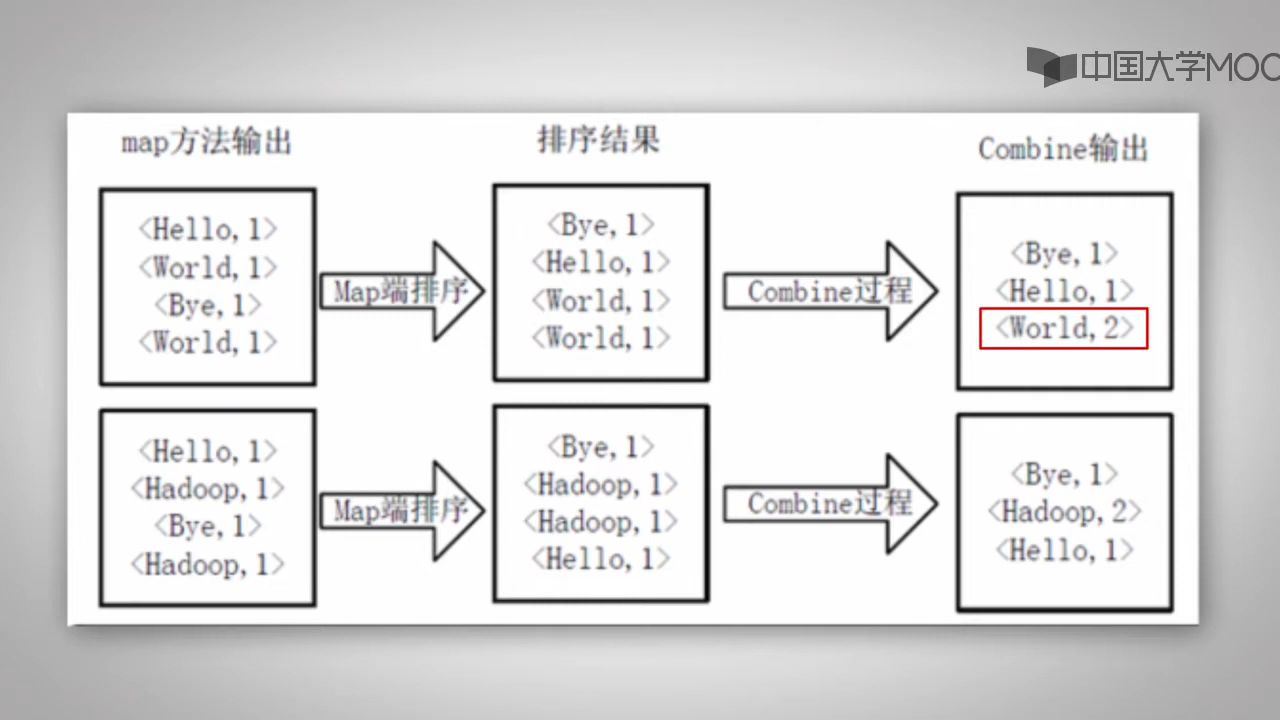 中国大学MOO
map方法输出
排序结果
Combine输出
<Hello,1>
<World,1>
<Bye,1>
<World,1>
Map端排序
<Bye,1>
<Hello,1>
<World,1>
<World,1>
Combine过程
<Bye,1>
<Hello,1>
<World,2>
<Hello,1>
<Hadoop,1>
<Bye,1>
<Hadoop,1>
Map端排序
<Bye,1>
<Hadoop,1>
<Hadoop,1>
<Hello,1>
Combine过程
<Bye,1>
<Hadoop,2>
<Hello,1>